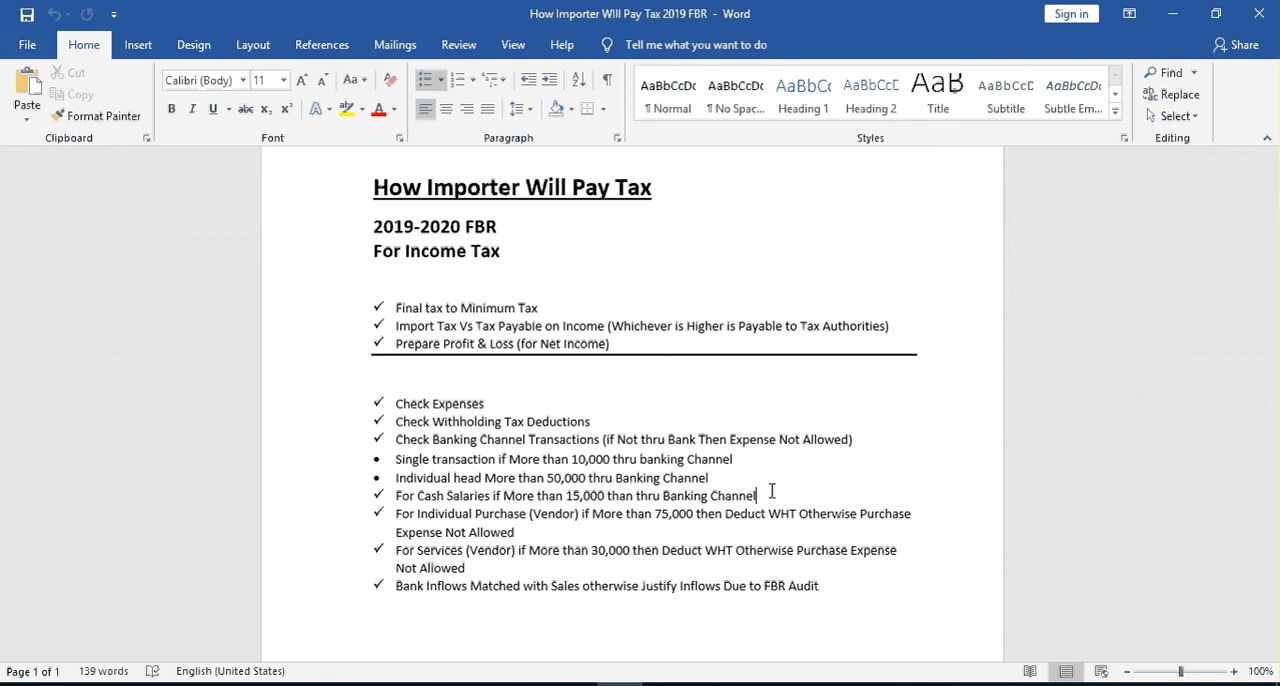 How Importer WIll Pay Tax 2019 FBR - Word
Sign in
File Home Insert Design Layout References Mailings Review View Help Tell me what you want to do Share
Paste
Cut
Copy
Format Painter
Clipboard
Calibri (Body) 11
Font
Paragraph
AaBbCcDc AaBbCcDc AaBbCc AaBbCcC AaB AaBbCcC AaBbCcDc
¶ Normal ¶ No Spac... Heading 1 Heading 2 Title Subtitle Subtle Em...
Styles
Find
Replace
Select
Editing
How Importer Will Pay Tax
2019-2020 FBR
For Income Tax
✓ Final tax to Minimum Tax
✓ Import Tax Vs Tax Payable on Income (Whichever is Higher is Payable to Tax Authorities)
✓ Prepare Profit & Loss (for Net Income)
✓ Check Expenses
✓ Check Withholding Tax Deductions
✓ Check Banking Channel Transactions (if Not thru Bank Then Expense Not Allowed)
• Single transaction if More than 10,000 thru banking Channel
• Individual head More than 50,000 thru Banking Channel
✓ For Cash Salaries if More than 15,000 than thru Banking Channel
✓ For Individual Purchase (Vendor) if More than 75,000 then Deduct WHT Otherwise Purchase
Expense Not Allowed
✓ For Services (Vendor) if More than 30,000 then Deduct WHT Otherwise Purchase Expense
Not Allowed
✓ Bank Inflows Matched with Sales otherwise Justify Inflows Due to FBR Audit
Page 1 of 1 139 words English (United States) 100%